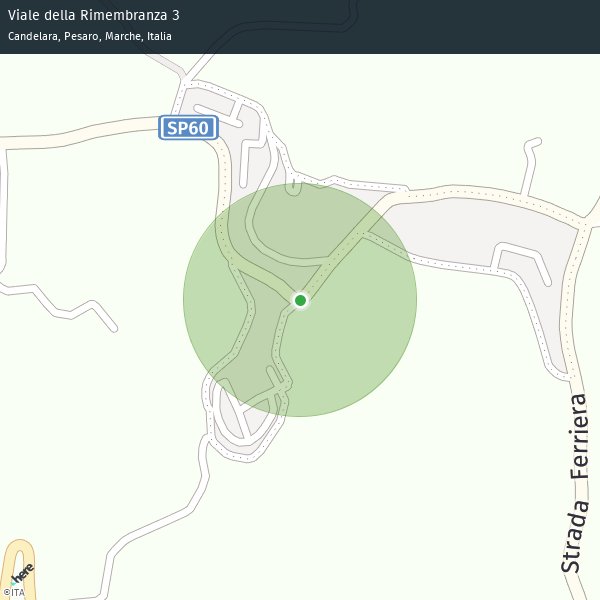 Viale della Rimembranza 3
Candelara, Pesaro, Marche, Italia
SP60
Strada Ferriera
here
©ITA